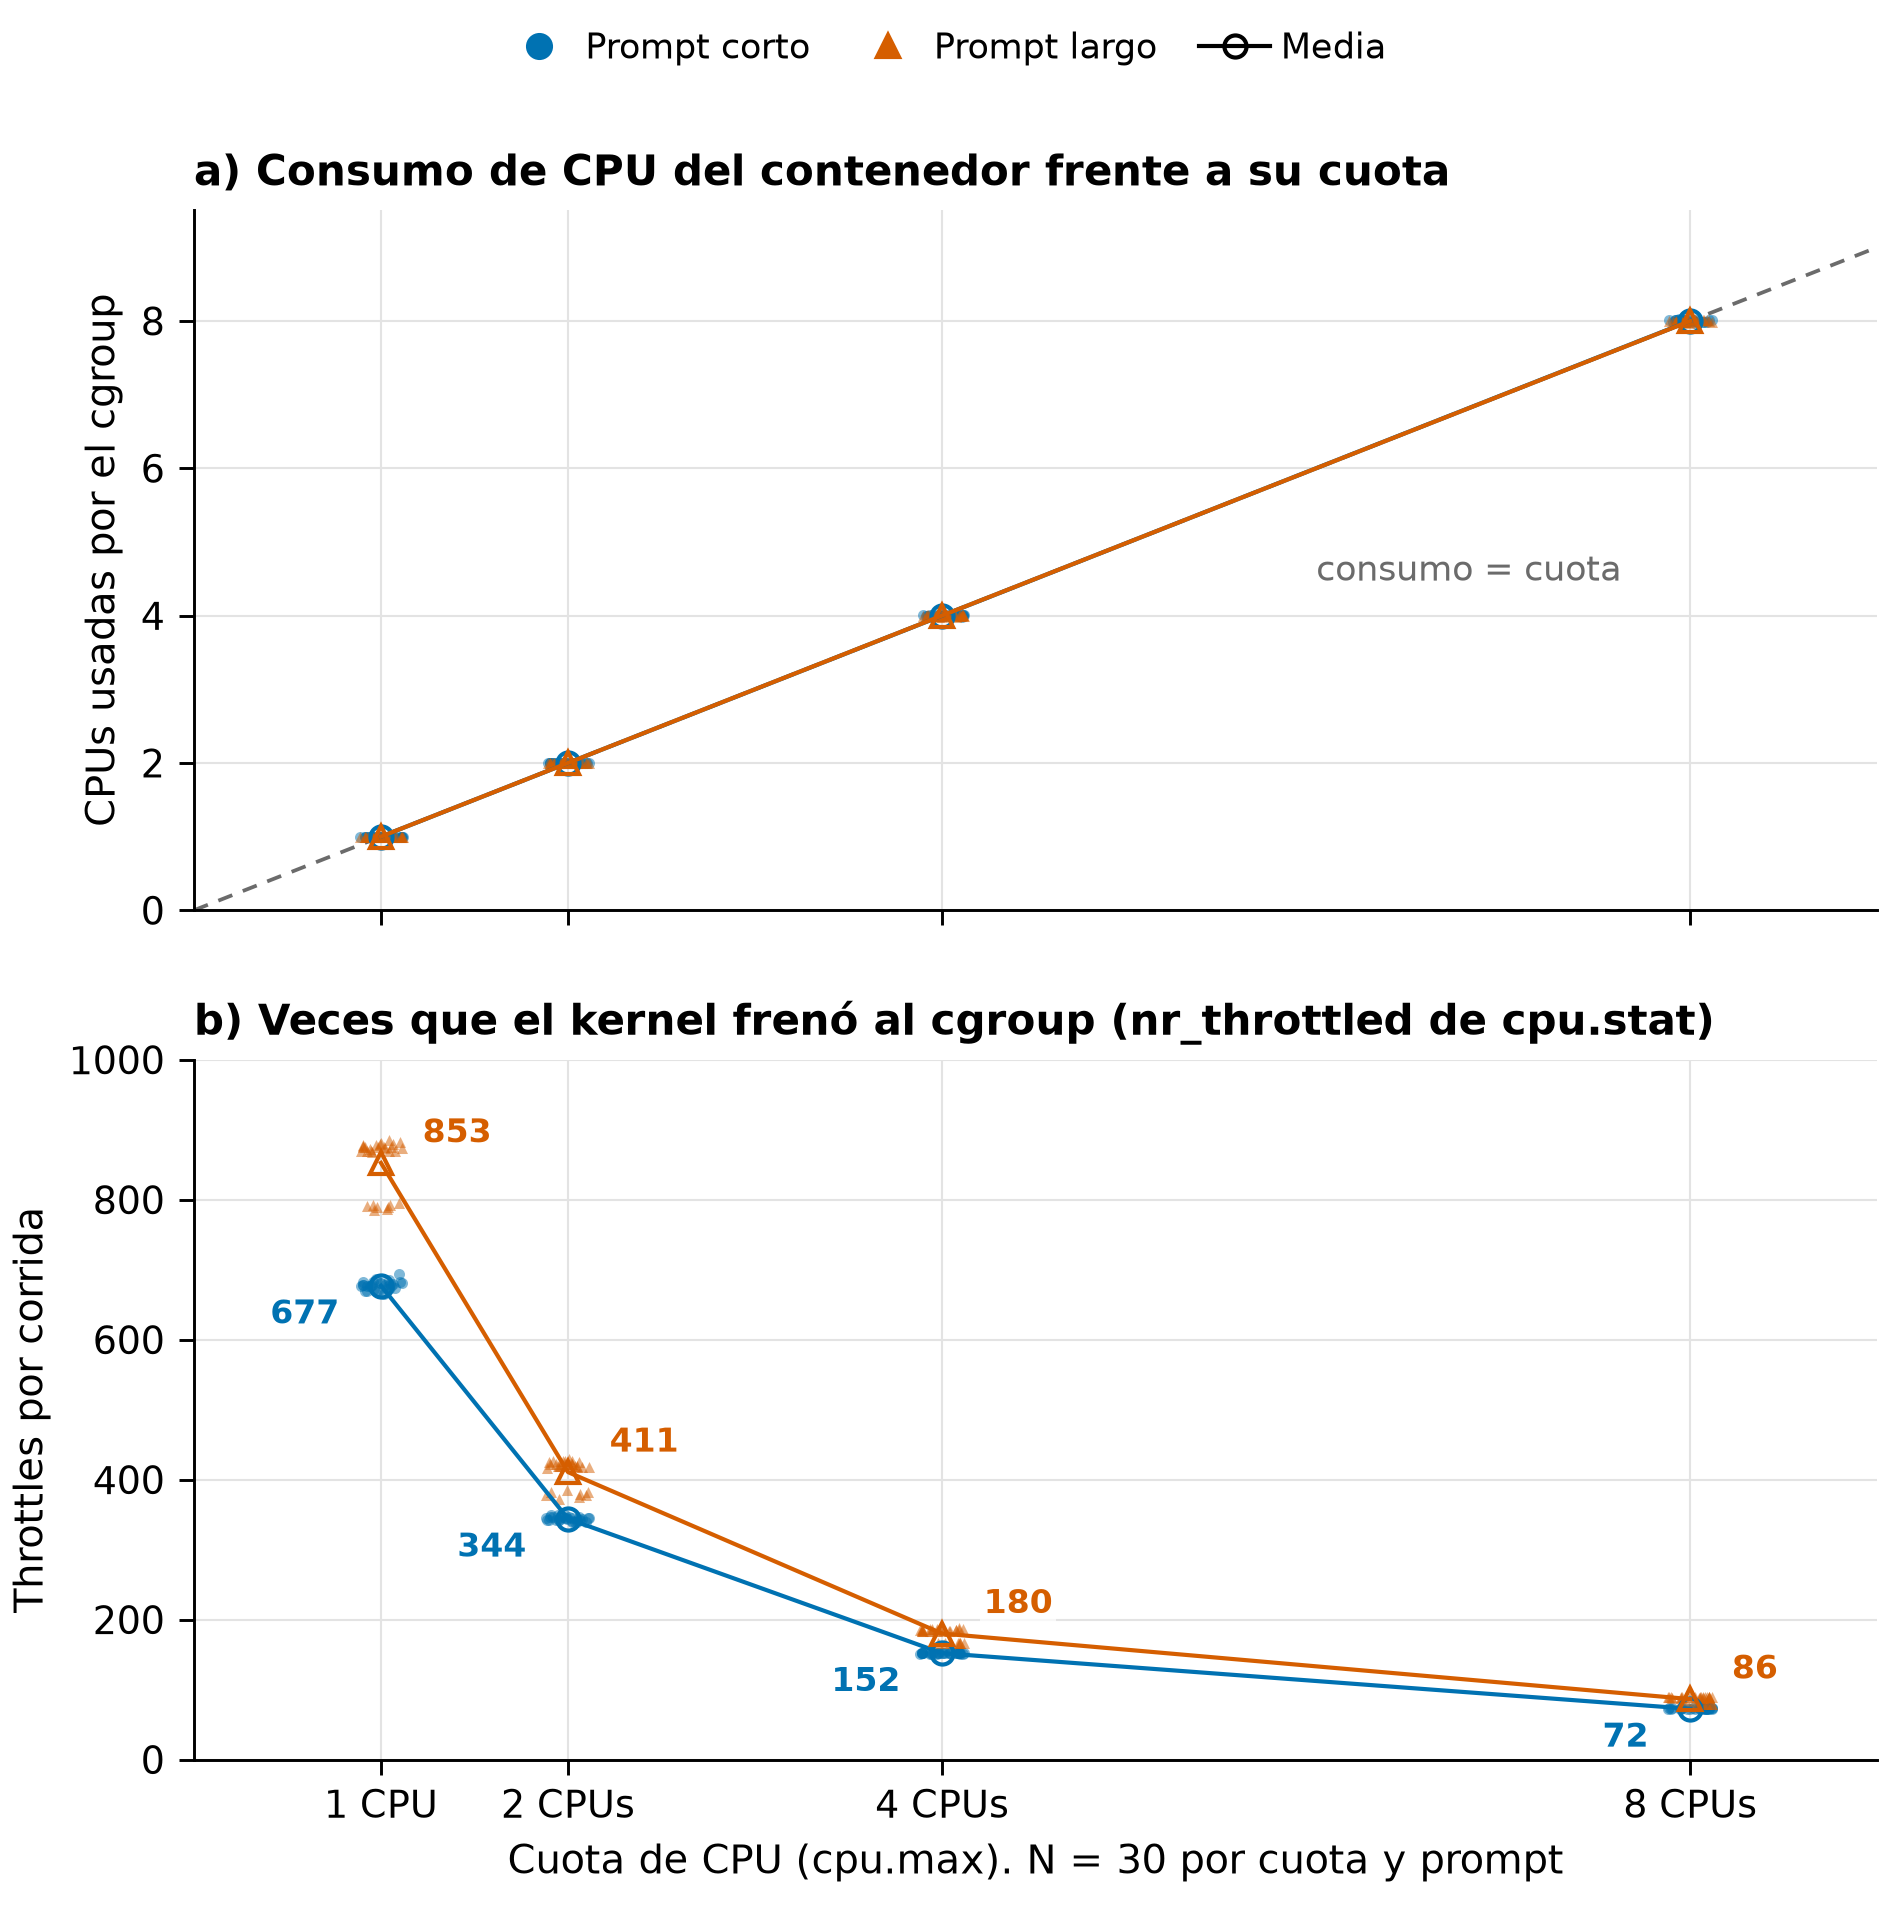 Prompt corto Prompt largo Media
a) Consumo de CPU del contenedor frente a su cuota
CPUs usadas por el cgroup
8
6
4
2
0
consumo = cuota
b) Veces que el kernel frenó al cgroup (nr_throttled de cpu.stat)
Throttles por corrida
1000
800
600
400
200
0
853
677
411
344
180
152
86
72
1 CPU 2 CPUs 4 CPUs 8 CPUs
Cuota de CPU (cpu.max). N = 30 por cuota y prompt